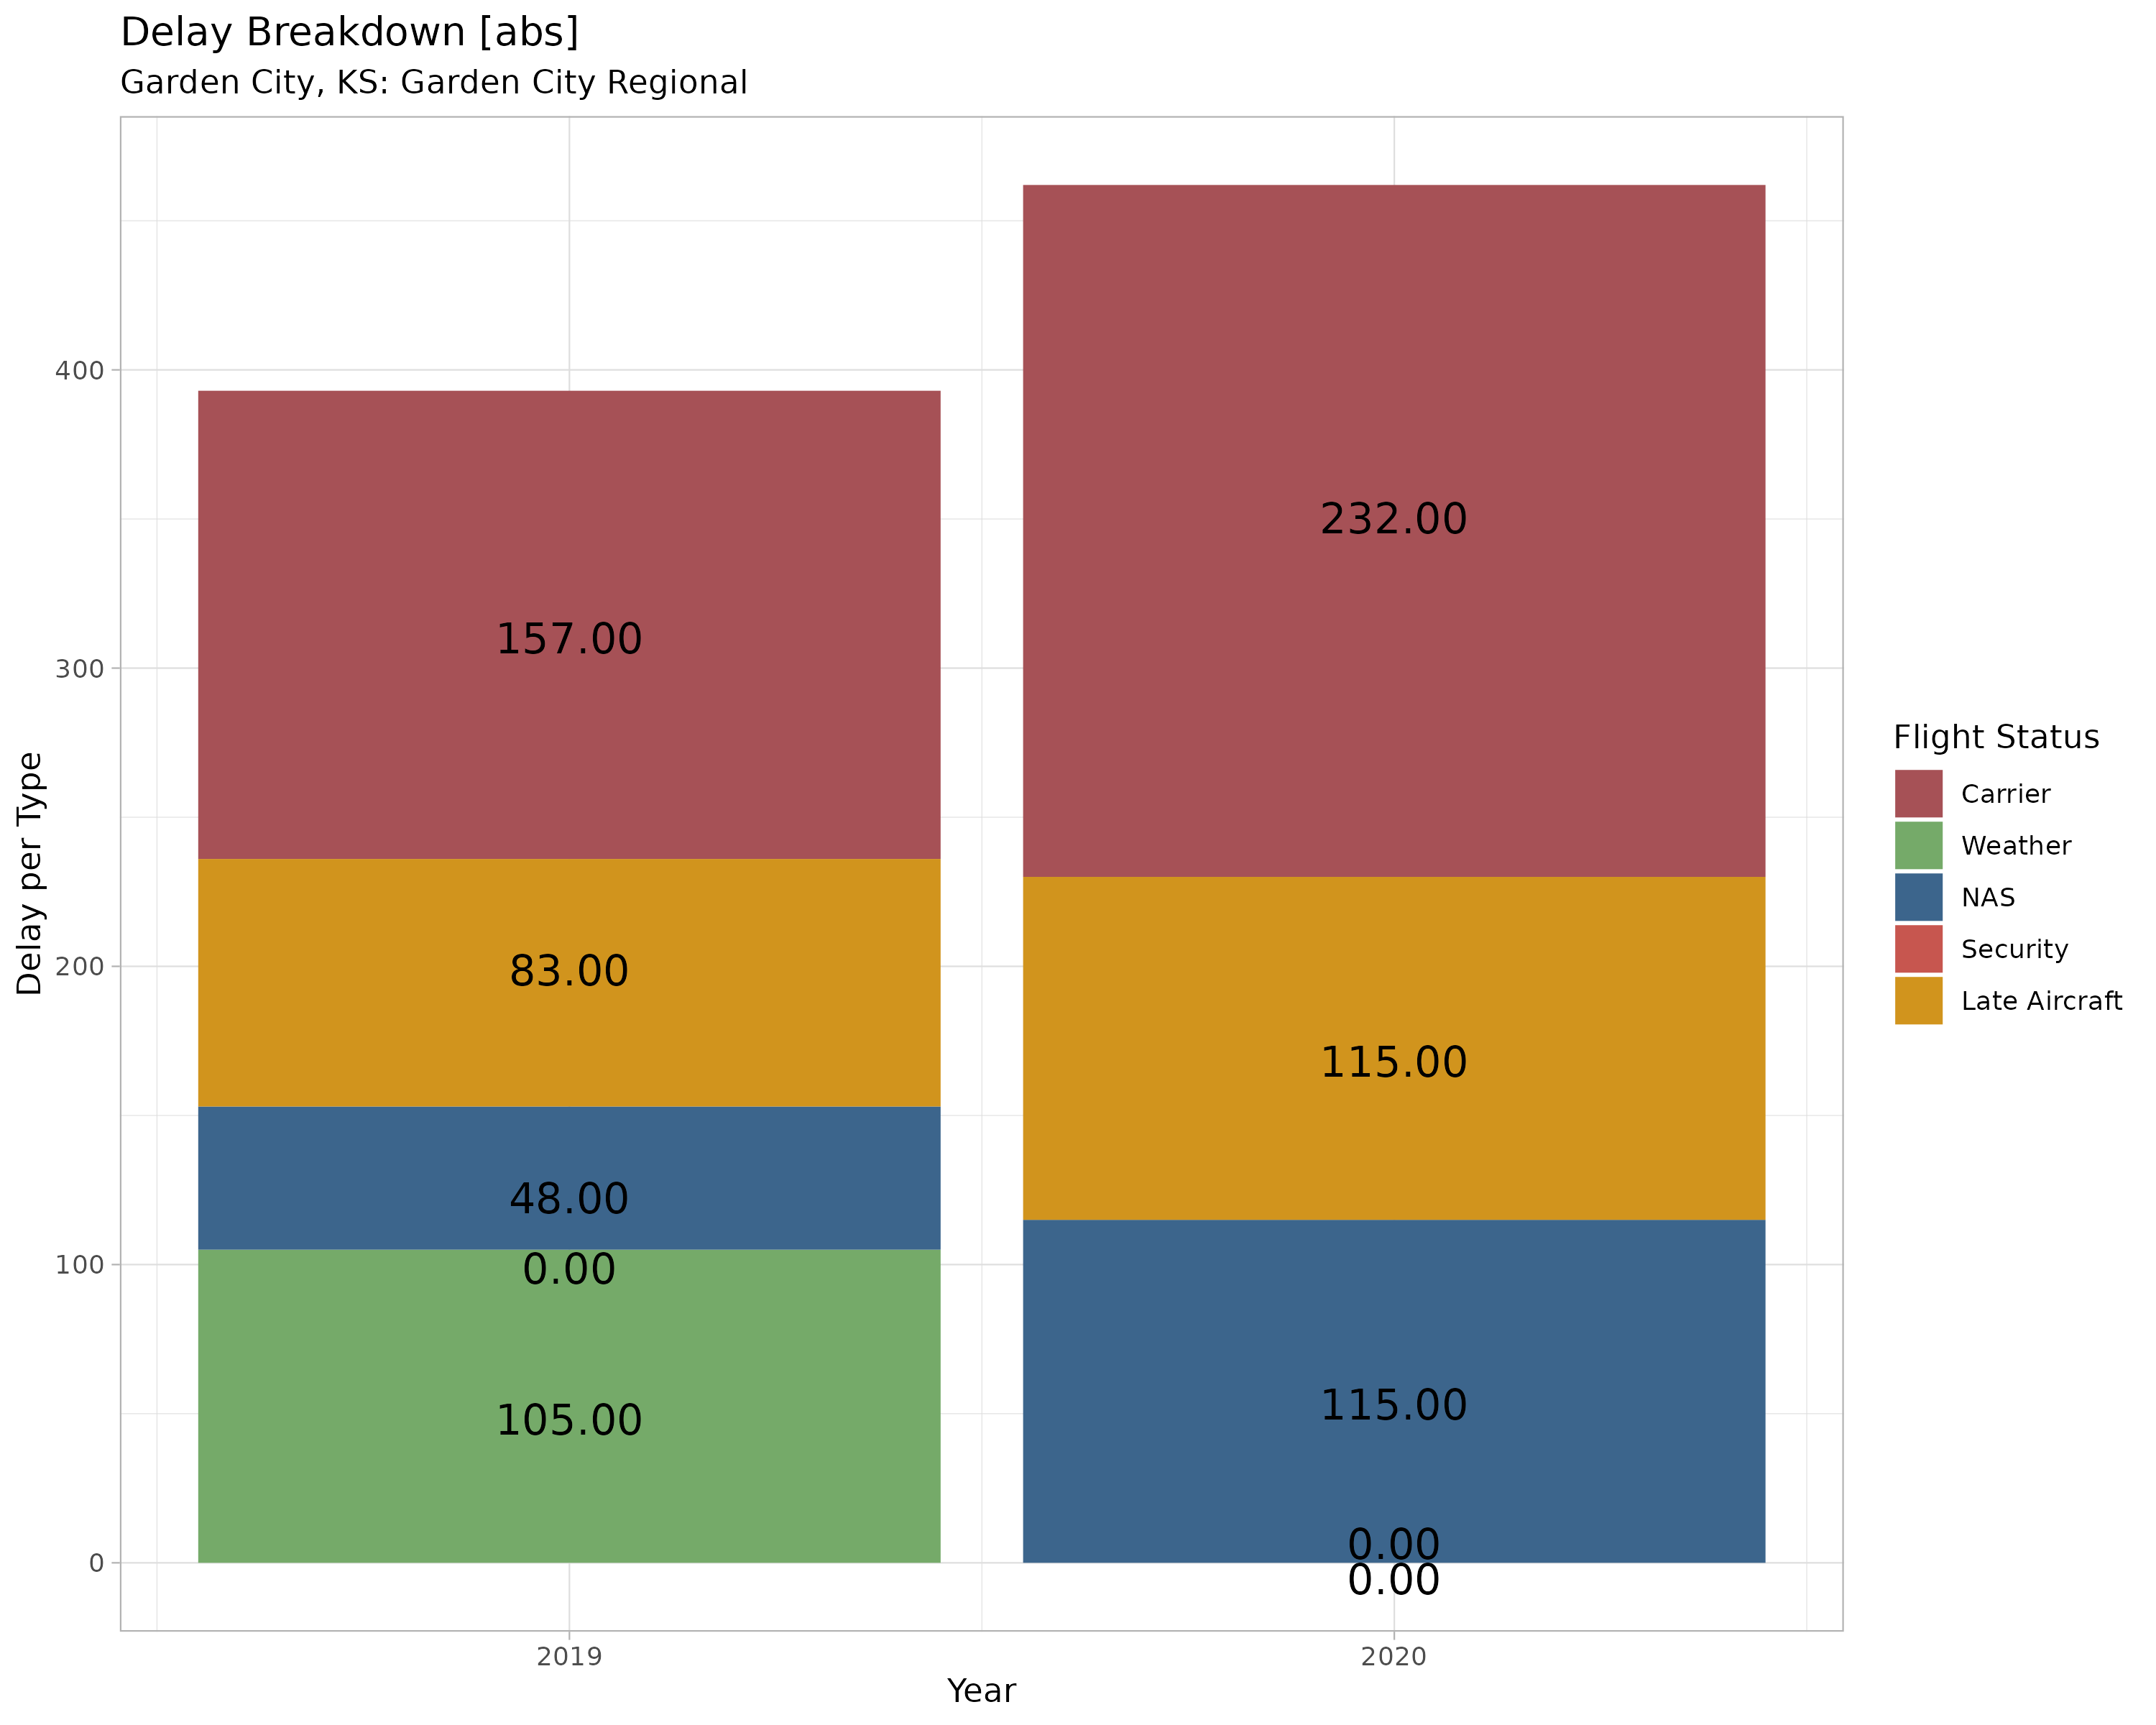 Delay Breakdown [abs]
Garden City, KS: Garden City Regional
Delay per Type
400
300
200
100
0
157.00
83.00
48.00
0.00
105.00
232.00
115.00
115.00
0.00
0.00
2019
2020
Year
Flight Status
Carrier
Weather
NAS
Security
Late Aircraft